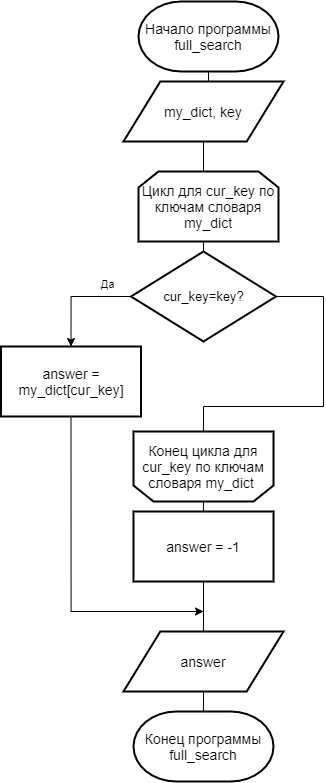 Начало программы
full_search
my_dict, key
Цикл для cur_key по
ключам словаря
my_dict
Да
cur_key=key?
answer =
my_dict[cur_key]
Конец цикла для
cur_key по ключам
словаря my_dict
answer = -1
answer
Конец программы
full_search